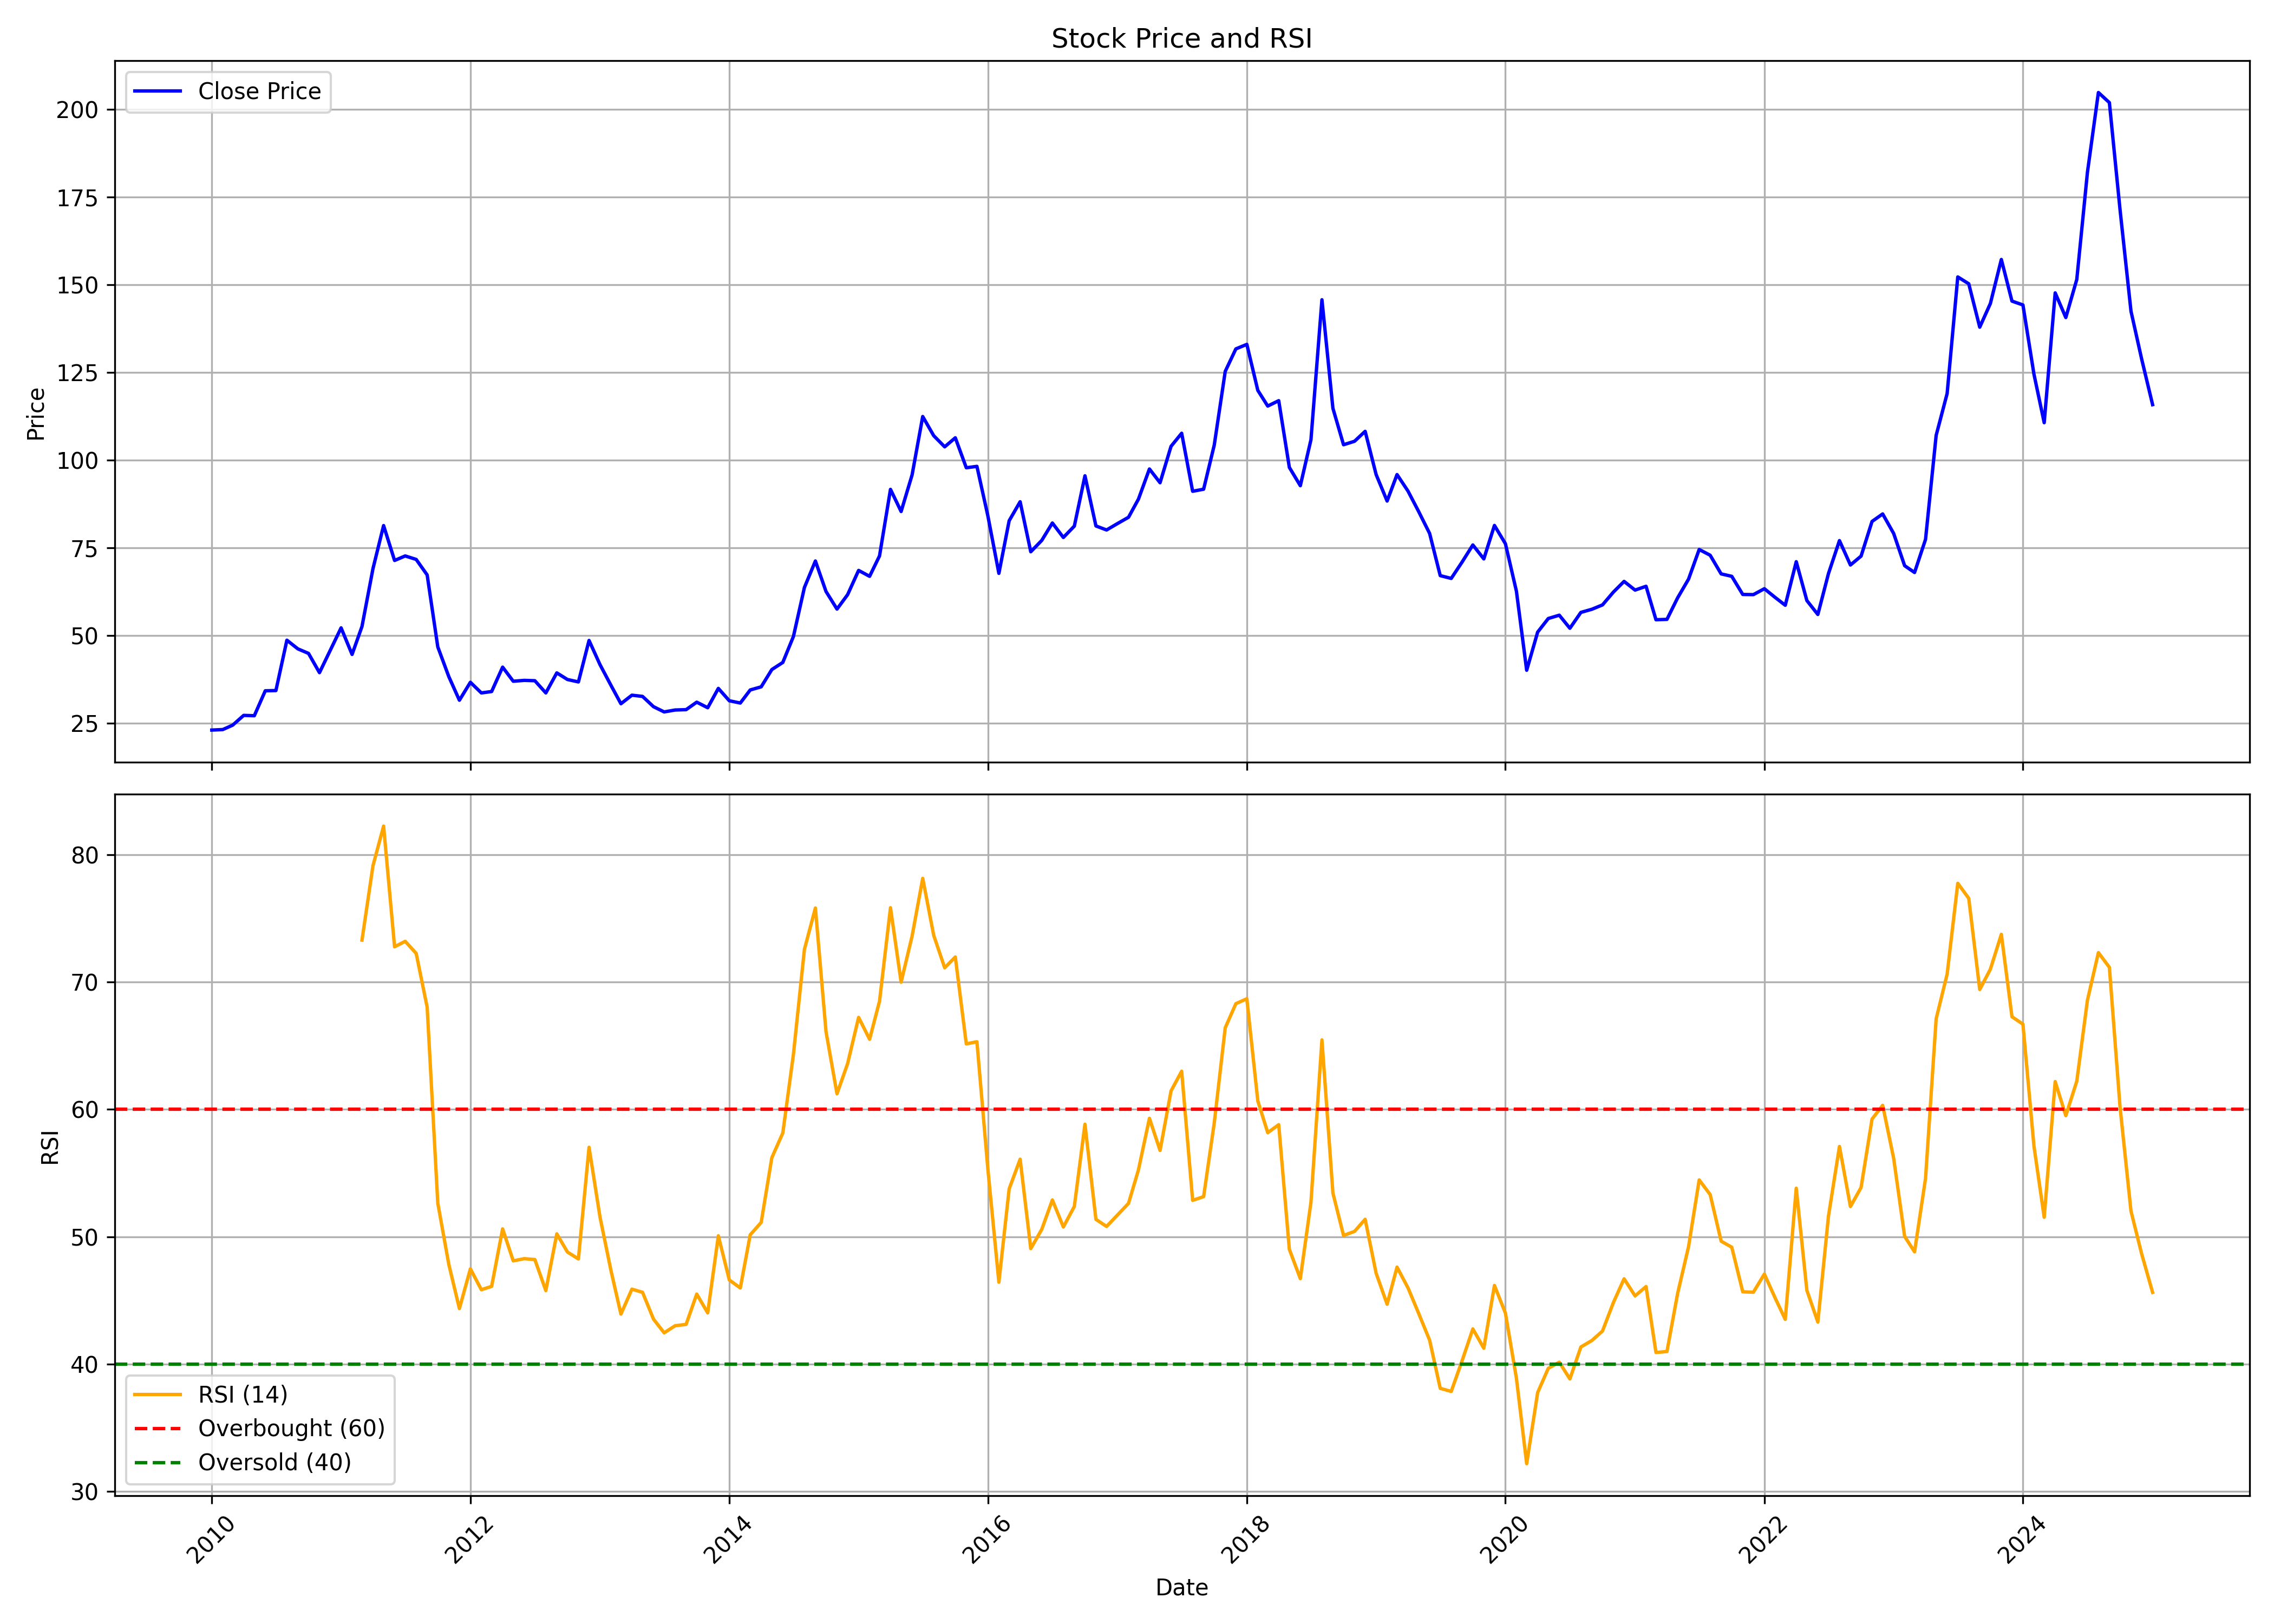 Stock Price and RSI
Close Price
200
175
150
125
100
75
50
25
Price
80
70
60
50
40
30
RSI
RSI (14)
Overbought (60)
Oversold (40)
2010
2012
2014
2016
2018
2020
2022
2024
Date